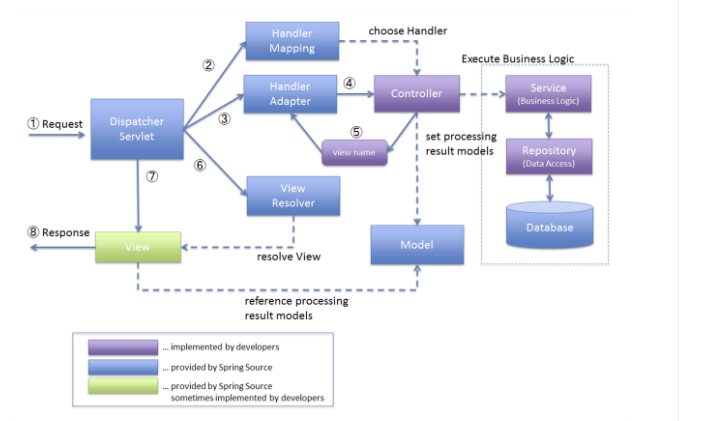 Handler
Mapping
choose Handler
②
Execute Business Logic
Handler
Adapter
④
Controller
Service
(Business Logic)
① Request
Dispatcher
Servlet
③
⑤
set processing
result models
view name
Repository
(Data Access)
⑥
⑦
View
Resolver
⑧ Response
View
resolve View
Model
Database
reference processing
result models
... implemented by developers
... provided by Spring Source
... provided by Spring Source
sometimes implemented by developers